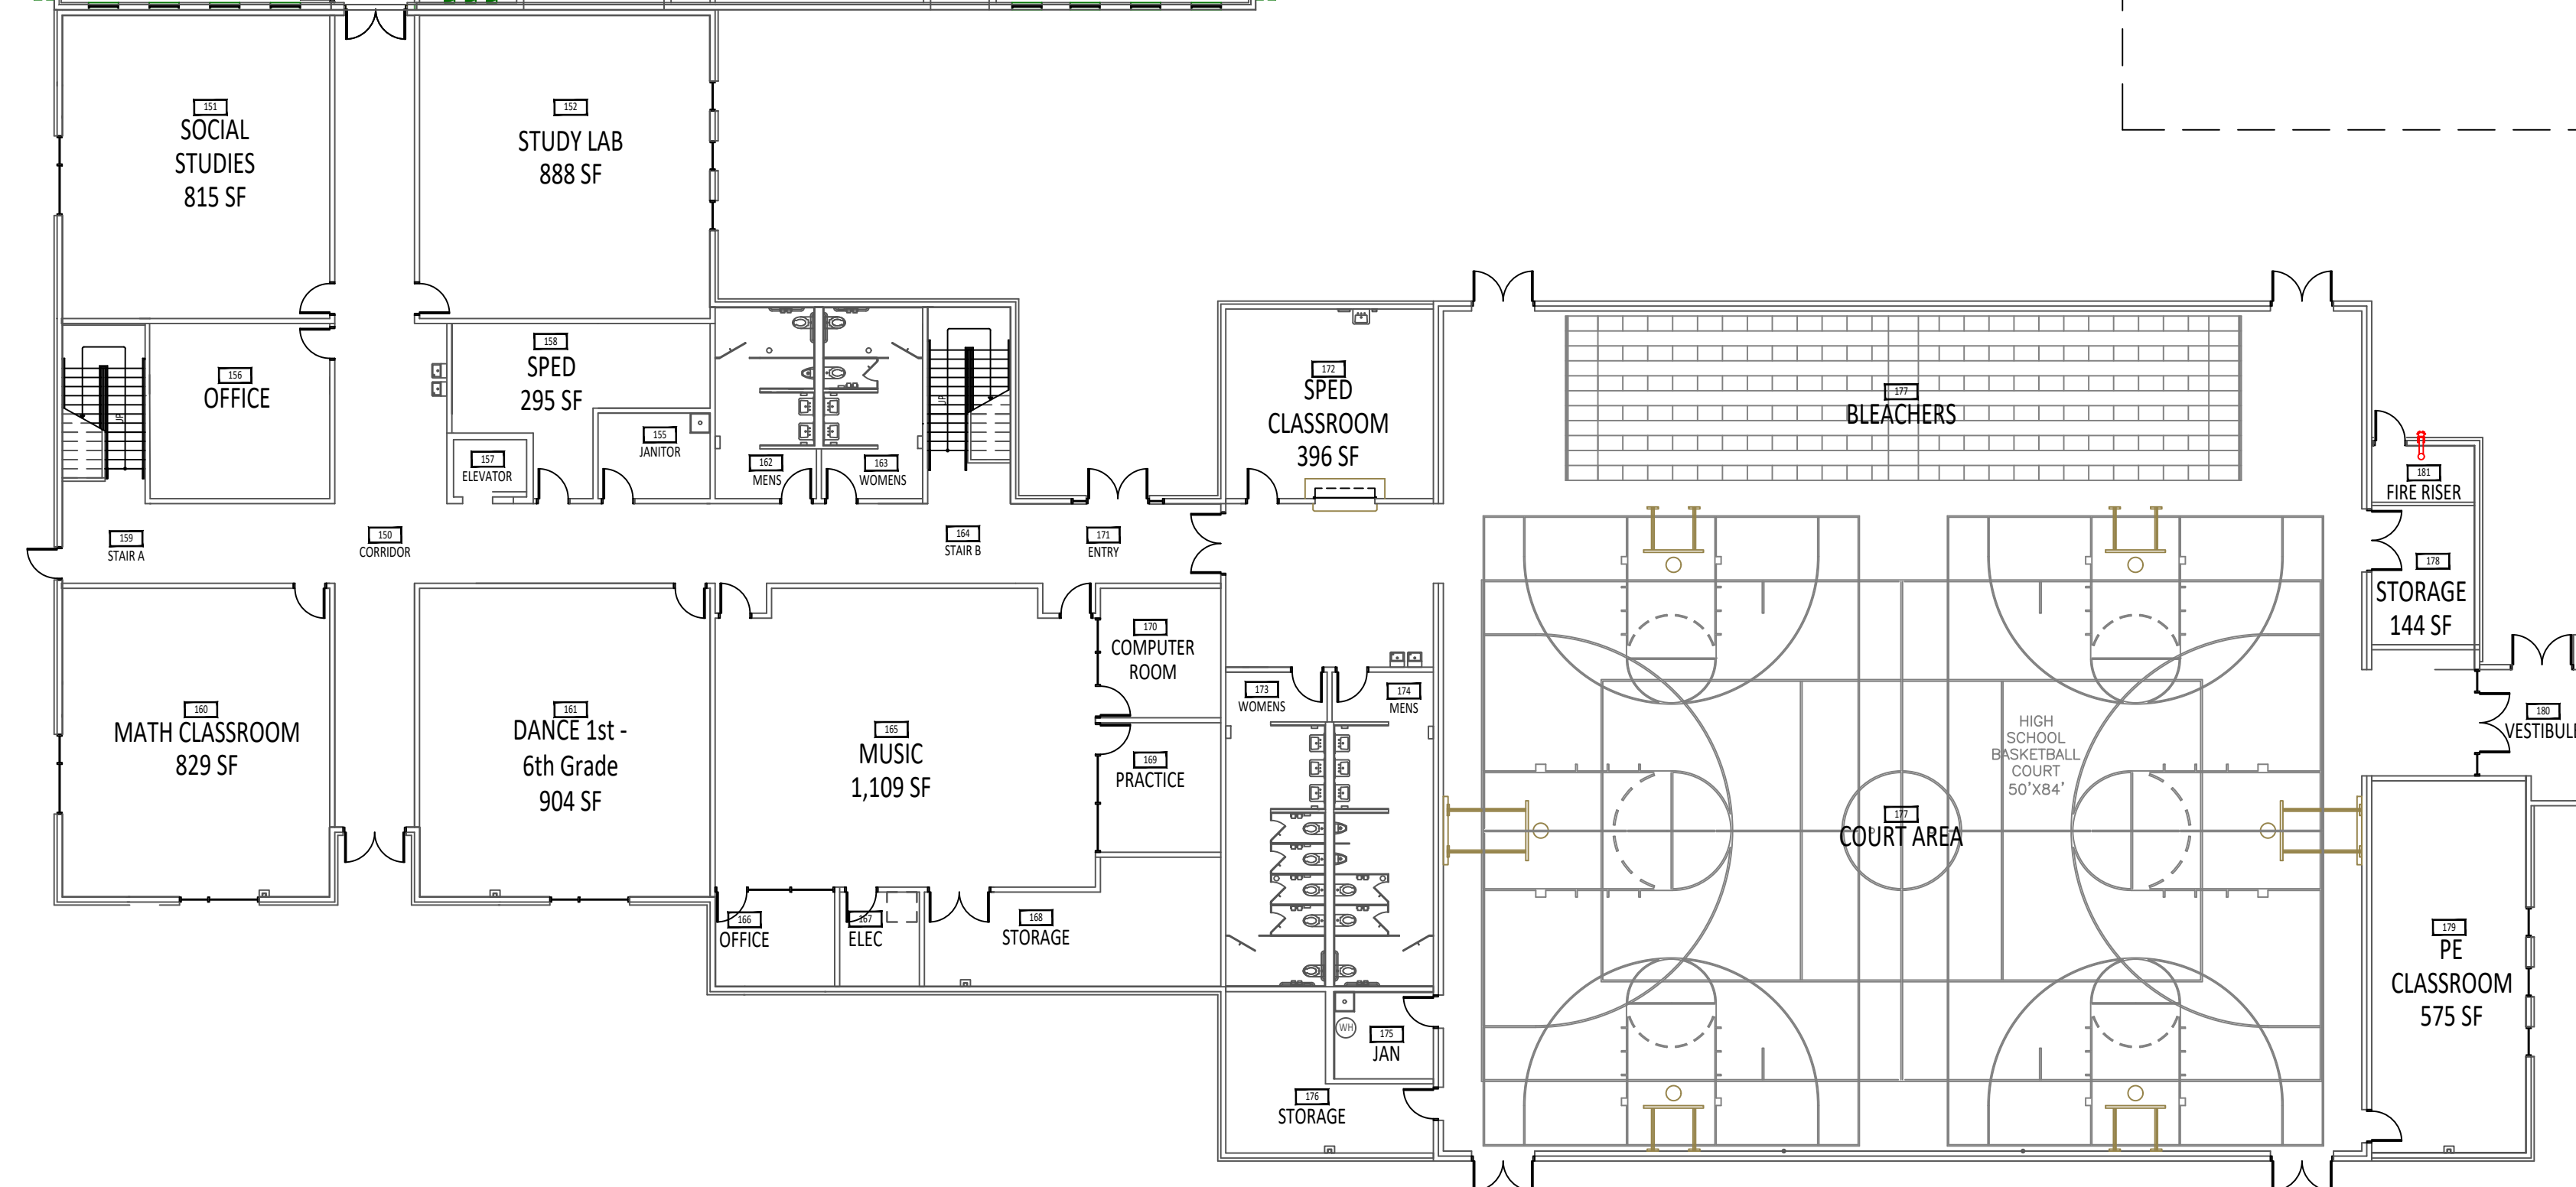 151
SOCIAL
STUDIES
815 SF
152
STUDY LAB
888 SF
156
OFFICE
158
SPED
295 SF
155
JANITOR
157
ELEVATOR
162
MENS
163
WOMENS
UP
UP
159
STAIR A
150
CORRIDOR
164
STAIR B
171
ENTRY
172
SPED
CLASSROOM
396 SF
177
BLEACHERS
181
FIRE RISER
178
STORAGE
144 SF
180
VESTIBUL
160
MATH CLASSROOM
829 SF
161
DANCE 1st -
6th Grade
904 SF
165
MUSIC
1,109 SF
170
COMPUTER
ROOM
169
PRACTICE
173
WOMENS
174
MENS
HIGH
SCHOOL
BASKETBALL
COURT
50'X84'
177
COURT AREA
166
OFFICE
167
ELEC
168
STORAGE
179
PE
CLASSROOM
575 SF
WH
175
JAN
176
STORAGE